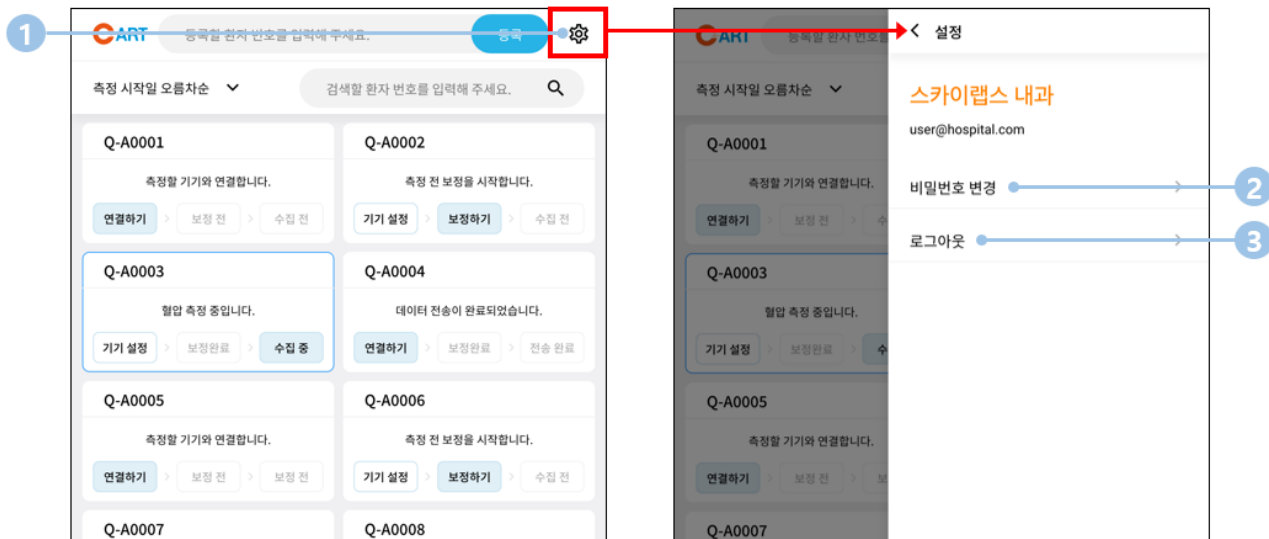 1
CART 등록할 환자 번호를 입력해 주세요. 등록
측정 시작일 오름차순 검색할 환자 번호를 입력해 주세요.
Q-A0001
측정할 기기와 연결합니다.
연결하기 > 보정 전 > 수집 전
Q-A0002
측정 전 보정을 시작합니다.
기기 설정 > 보정하기 > 수집 전
Q-A0003
혈압 측정 중입니다.
기기 설정 > 보정완료 > 수집 중
Q-A0004
데이터 전송이 완료되었습니다.
연결하기 > 보정완료 > 전송 완료
Q-A0005
측정할 기기와 연결합니다.
연결하기 > 보정 전 > 보정 전
Q-A0006
측정 전 보정을 시작합니다.
기기 설정 > 보정하기 > 수집 전
Q-A0007
Q-A0008
CART 등록할 환자 번호를
측정 시작일 오름차순
Q-A0001
측정할 기기와 연결합니다.
연결하기 > 보정 전 > 수
Q-A0003
혈압 측정 중입니다.
기기 설정 > 보정완료 > 수
Q-A0005
측정할 기기와 연결합니다.
연결하기 > 보정 전 > 보
Q-A0007
설정
스카이랩스 내과
user@hospital.com
비밀번호 변경 > 2
로그아웃 > 3